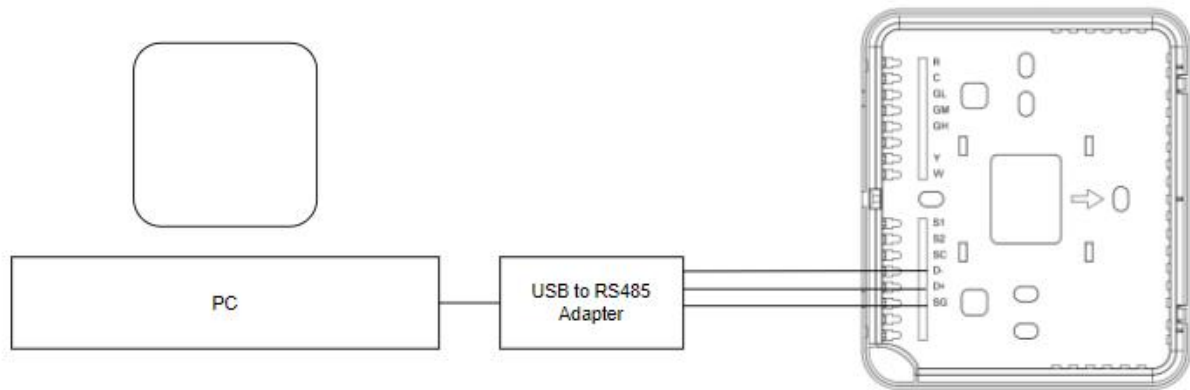 PC
USB to RS485
Adapter
R
C
GL
GM
GH
Y
W
S1
S2
SC
D-
D+
SG